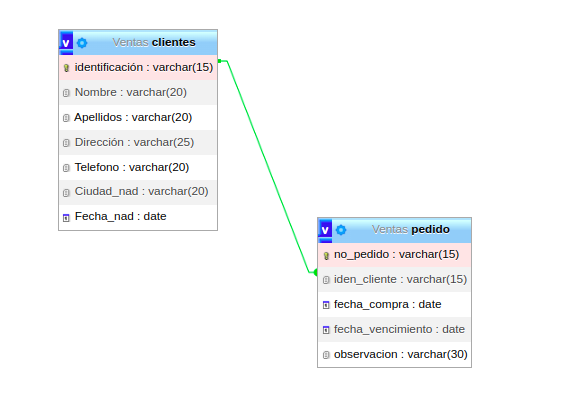 v Ventas clientes
identificación : varchar(15)
Nombre : varchar(20)
Apellidos : varchar(20)
Dirección : varchar(25)
Telefono : varchar(20)
Ciudad_nad : varchar(20)
Fecha_nad : date
v Ventas pedido
no_pedido : varchar(15)
iden_cliente : varchar(15)
fecha_compra : date
fecha_vencimiento : date
observacion : varchar(30)